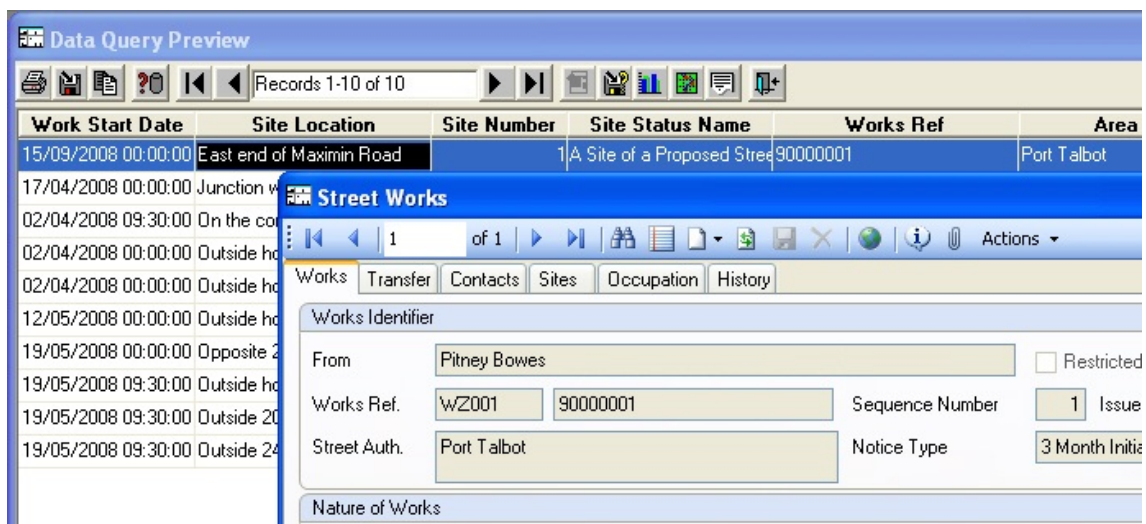 Data Query Preview
Records 1-10 of 10
Work Start Date Site Location Site Number Site Status Name Works Ref Area
15/09/2008 00:00:00 East end of Maximin Road 1 A Site of a Proposed Stree 90000001 Port Talbot
17/04/2008 00:00:00 Junction w
02/04/2008 09:30:00 On the cor
02/04/2008 00:00:00 Outside ho
02/04/2008 00:00:00 Outside ho
12/05/2008 00:00:00 Outside ho
19/05/2008 00:00:00 Opposite 2
19/05/2008 09:30:00 Outside ho
19/05/2008 09:30:00 Outside 20
19/05/2008 09:30:00 Outside 24
Street Works
1 of 1 Actions
Works Transfer Contacts Sites Occupation History
Works Identifier
From Pitney Bowes Restricted
Works Ref. WZ001 90000001 Sequence Number 1 Issue
Street Auth. Port Talbot Notice Type 3 Month Initia
Nature of Works